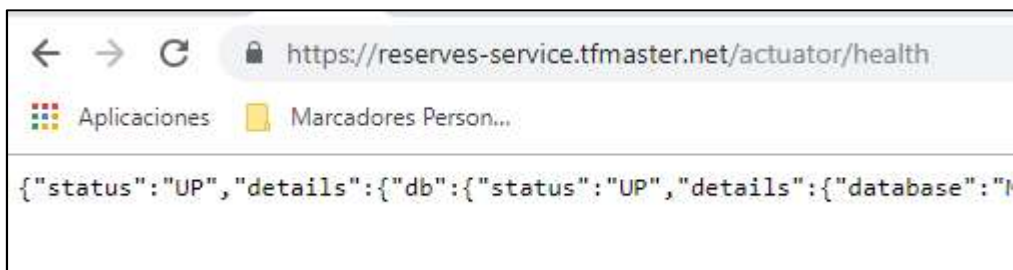 https://reserves-service.tfmaster.net/actuator/health
Aplicaciones Marcadores Person...
{"status":"UP","details":{"db":{"status":"UP","details":{"database":"